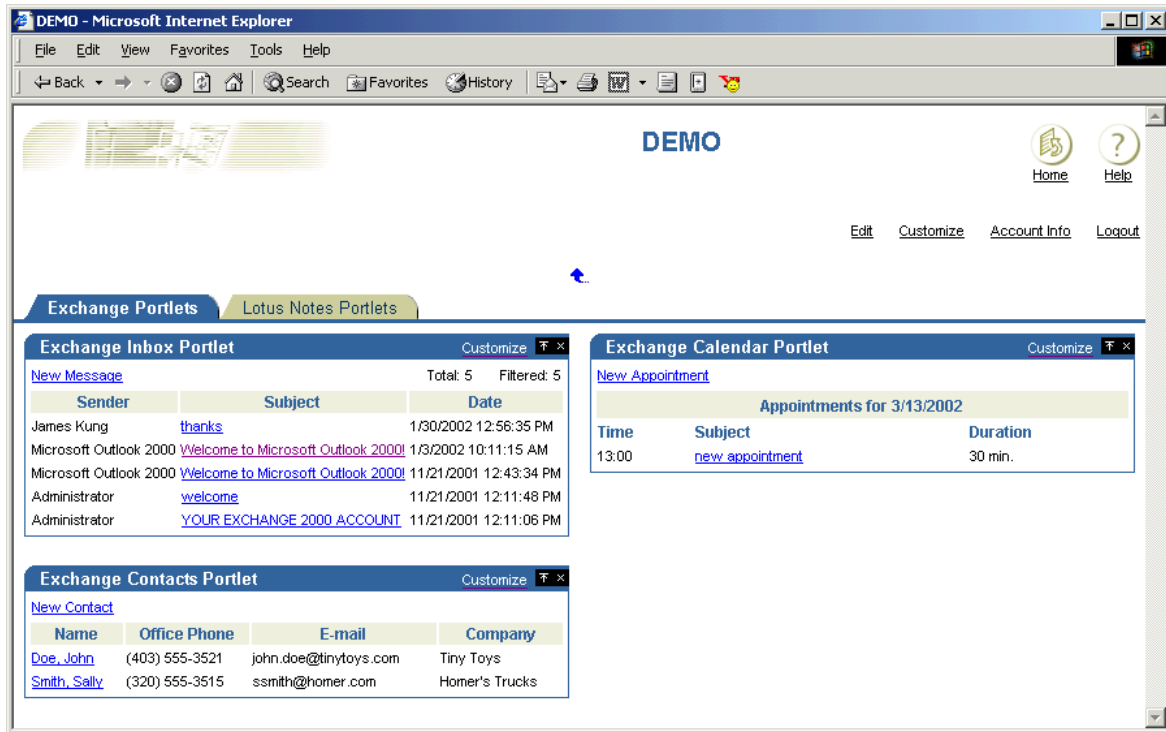 DEMO - Microsoft Internet Explorer
File Edit View Favorites Tools Help
Back Search Favorites History
DEMO
Home Help
Edit Customize Account Info Logout
Exchange Portlets Lotus Notes Portlets
Exchange Inbox Portlet Customize
New Message Total: 5 Filtered: 5
Sender Subject Date
James Kung thanks 1/30/2002 12:56:35 PM
Microsoft Outlook 2000 Welcome to Microsoft Outlook 2000! 1/3/2002 10:11:15 AM
Microsoft Outlook 2000 Welcome to Microsoft Outlook 2000! 11/21/2001 12:43:34 PM
Administrator welcome 11/21/2001 12:11:48 PM
Administrator YOUR EXCHANGE 2000 ACCOUNT 11/21/2001 12:11:06 PM
Exchange Calendar Portlet Customize
New Appointment
Appointments for 3/13/2002
Time Subject Duration
13:00 new appointment 30 min.
Exchange Contacts Portlet Customize
New Contact
Name Office Phone E-mail Company
Doe, John (403) 555-3521 john.doe@tinytoys.com Tiny Toys
Smith, Sally (320) 555-3515 ssmith@homer.com Homer's Trucks